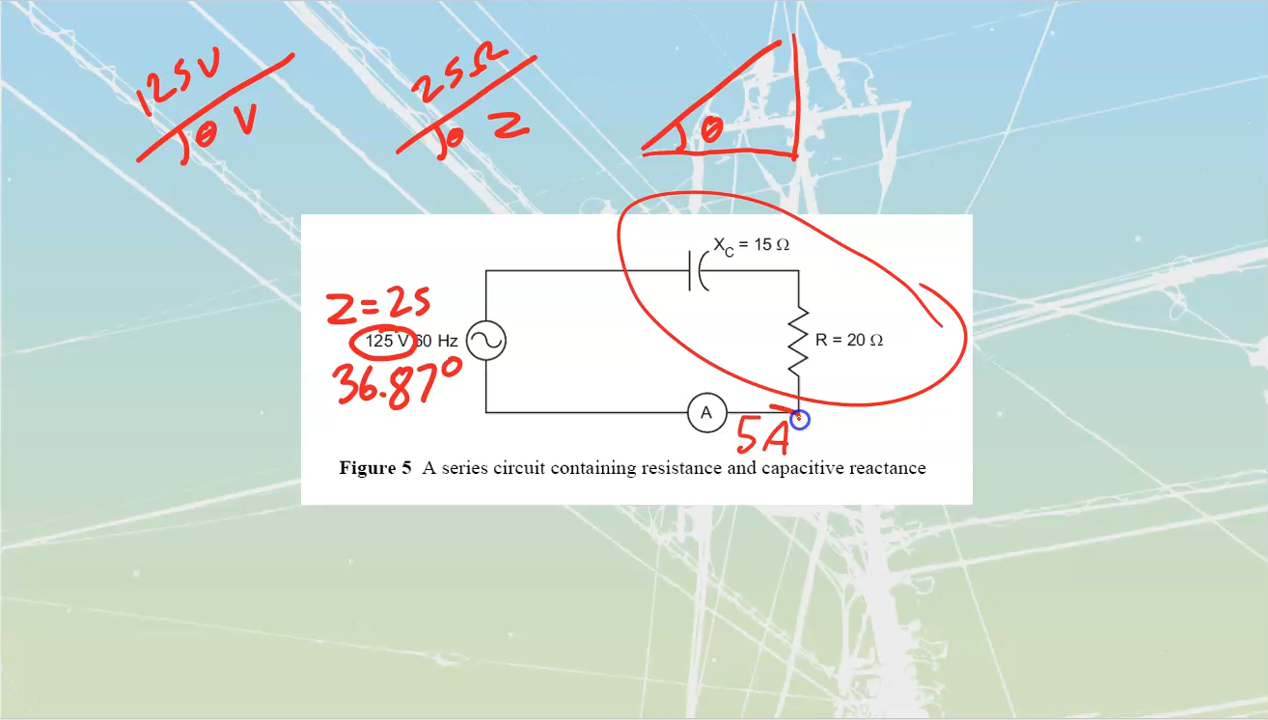 125V
θ V
25Ω
θ Z
θ
X_C = 15 Ω
Z=25
125 V 60 Hz
R = 20 Ω
36.87°
A
5A
Figure 5 A series circuit containing resistance and capacitive reactance